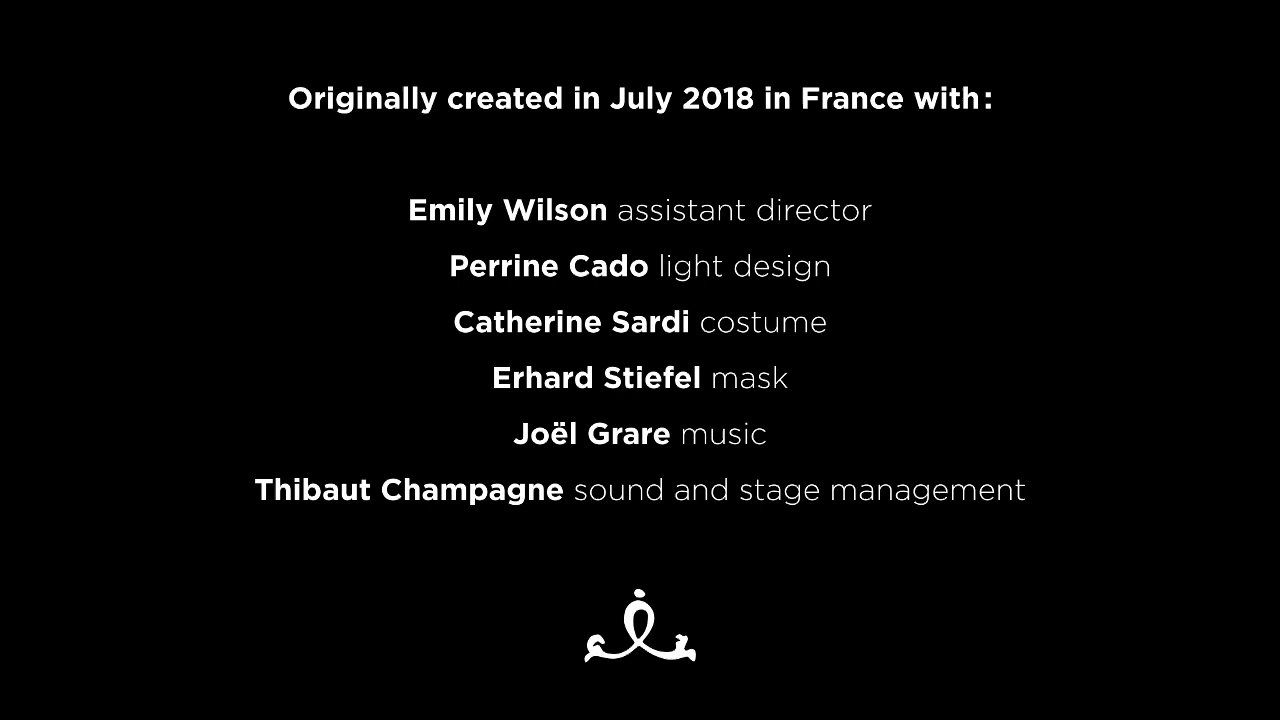 Originally created in July 2018 in France with :
Emily Wilson assistant director
Perrine Cado light design
Catherine Sardi costume
Erhard Stiefel mask
Joël Grare music
Thibaut Champagne sound and stage management